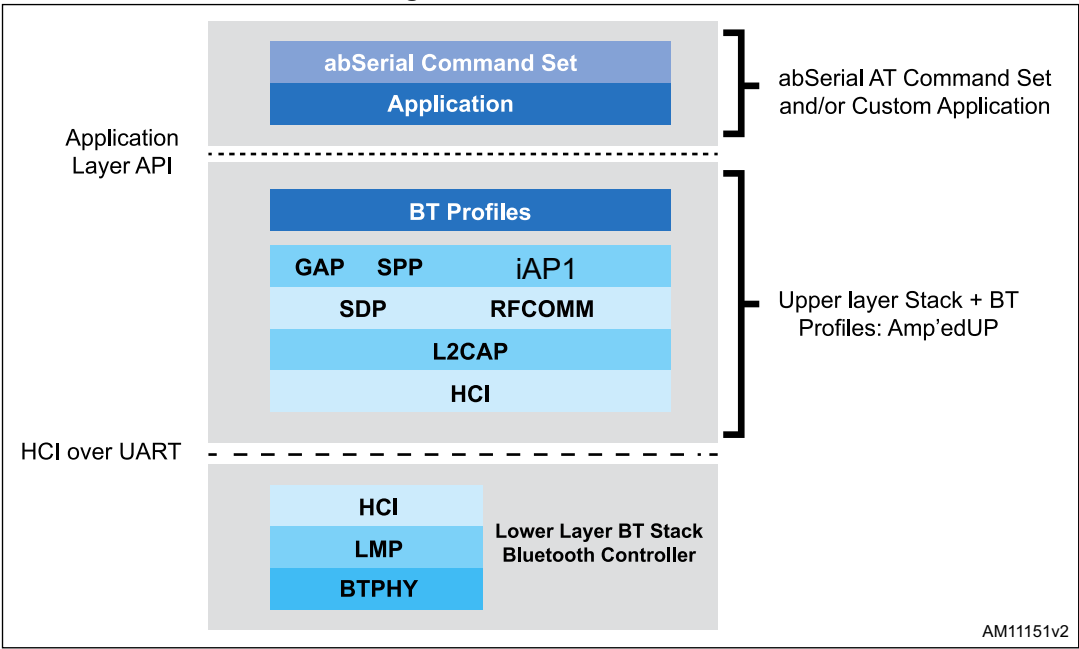 abSerial Command Set
Application
abSerial AT Command Set
and/or Custom Application
Application
Layer API
BT Profiles
GAP SPP iAP1
SDP RFCOMM
L2CAP
HCI
Upper layer Stack + BT
Profiles: Amp'edUP
HCI over UART
HCI
LMP
BTPHY
Lower Layer BT Stack
Bluetooth Controller
AM11151v2